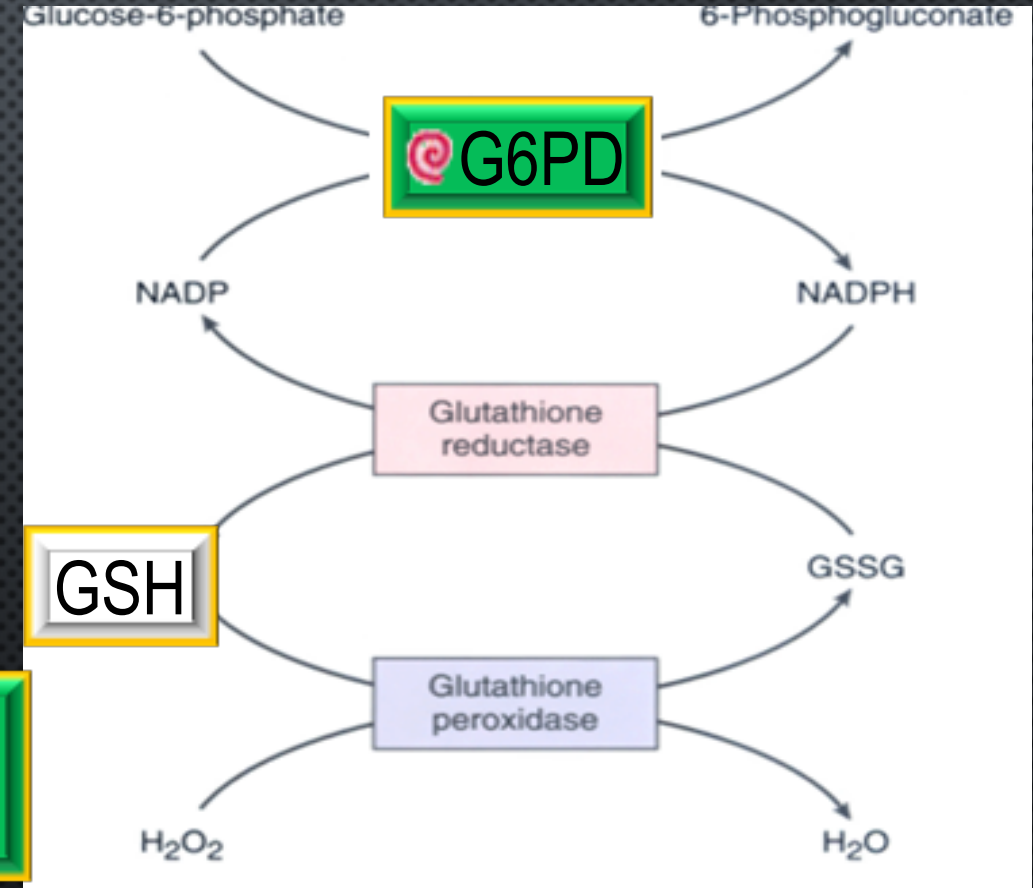 Glucose-6-phosphate
6-Phosphogluconate
G6PD
NADP
NADPH
Glutathione
reductase
GSH
GSSG
Glutathione
peroxidase
H₂O₂
H₂O